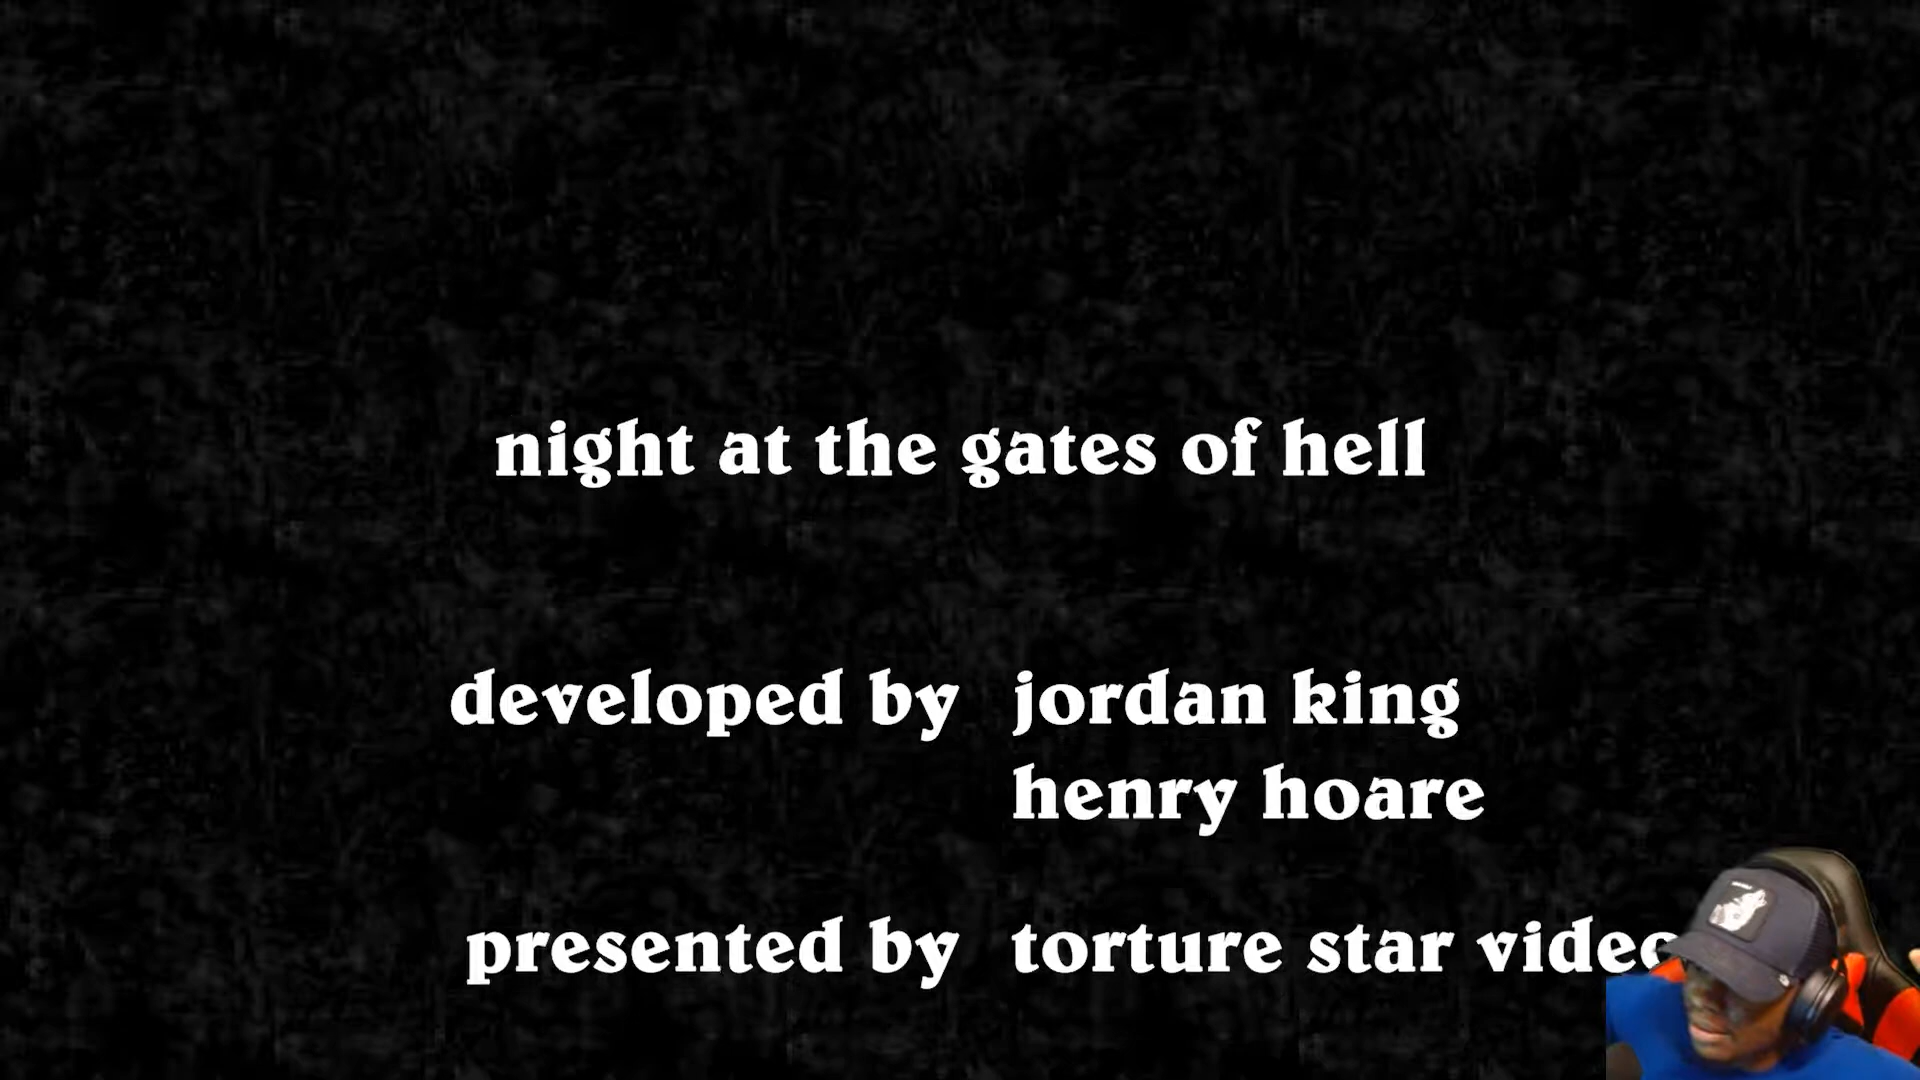 night at the gates of hell
developed by jordan king
henry hoare
presented by torture star video